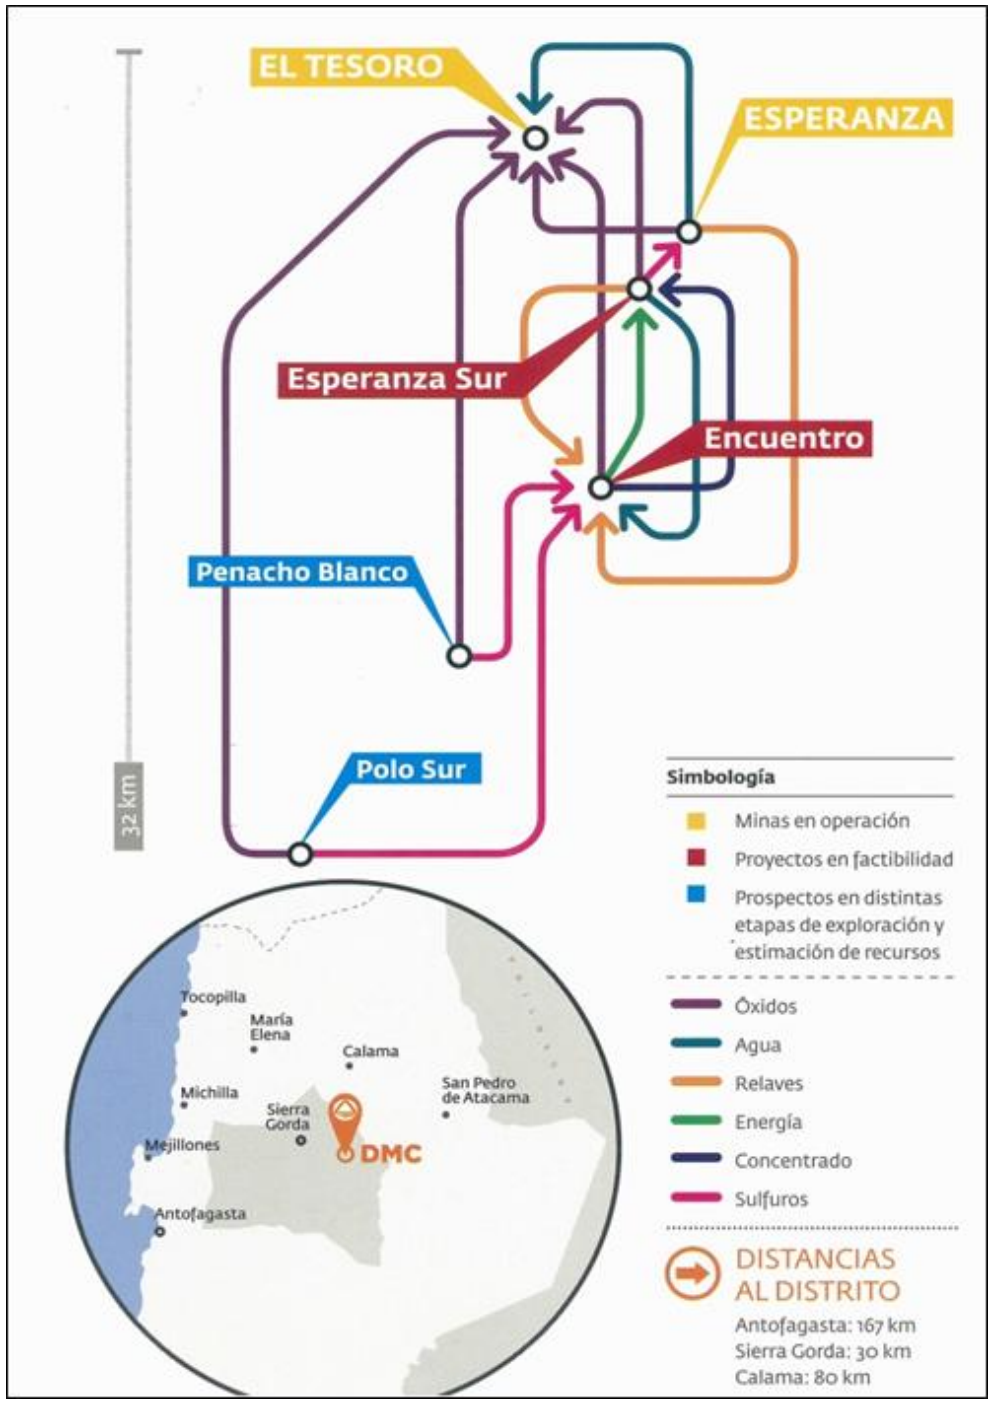 EL TESORO
ESPERANZA
Esperanza Sur
Encuentro
Penacho Blanco
Polo Sur
32 km
Simbología
Minas en operación
Proyectos en factibilidad
Prospectos en distintas
etapas de exploración y
estimación de recursos
Óxidos
Agua
Relaves
Energía
Concentrado
Sulfuros
DISTANCIAS
AL DISTRITO
Antofagasta: 167 km
Sierra Gorda: 30 km
Calama: 80 km
Tocopilla
María
Elena
Calama
San Pedro
de Atacama
Michilla
Sierra
Gorda
Mejillones
DMC
Antofagasta